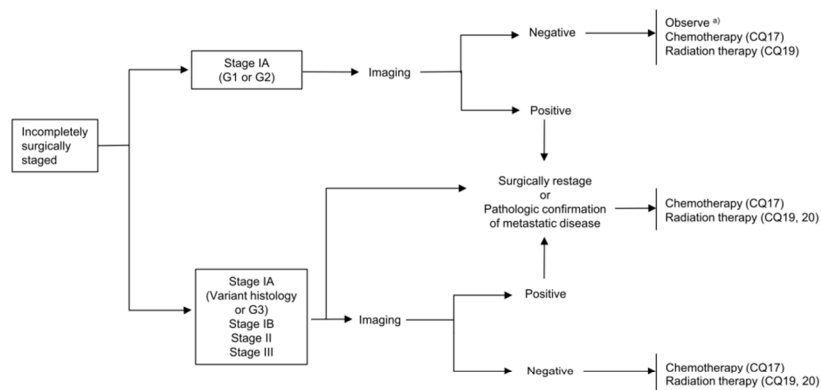 Incompletely
surgically
staged
Stage IA
(G1 or G2)
Imaging
Negative
Observe a)
Chemotherapy (CQ17)
Radiation therapy (CQ19)
Positive
Surgically restage
or
Pathologic confirmation
of metastatic disease
Chemotherapy (CQ17)
Radiation therapy (CQ19, 20)
Stage IA
(Variant histology
or G3)
Stage IB
Stage II
Stage III
Imaging
Positive
Negative
Chemotherapy (CQ17)
Radiation therapy (CQ19, 20)